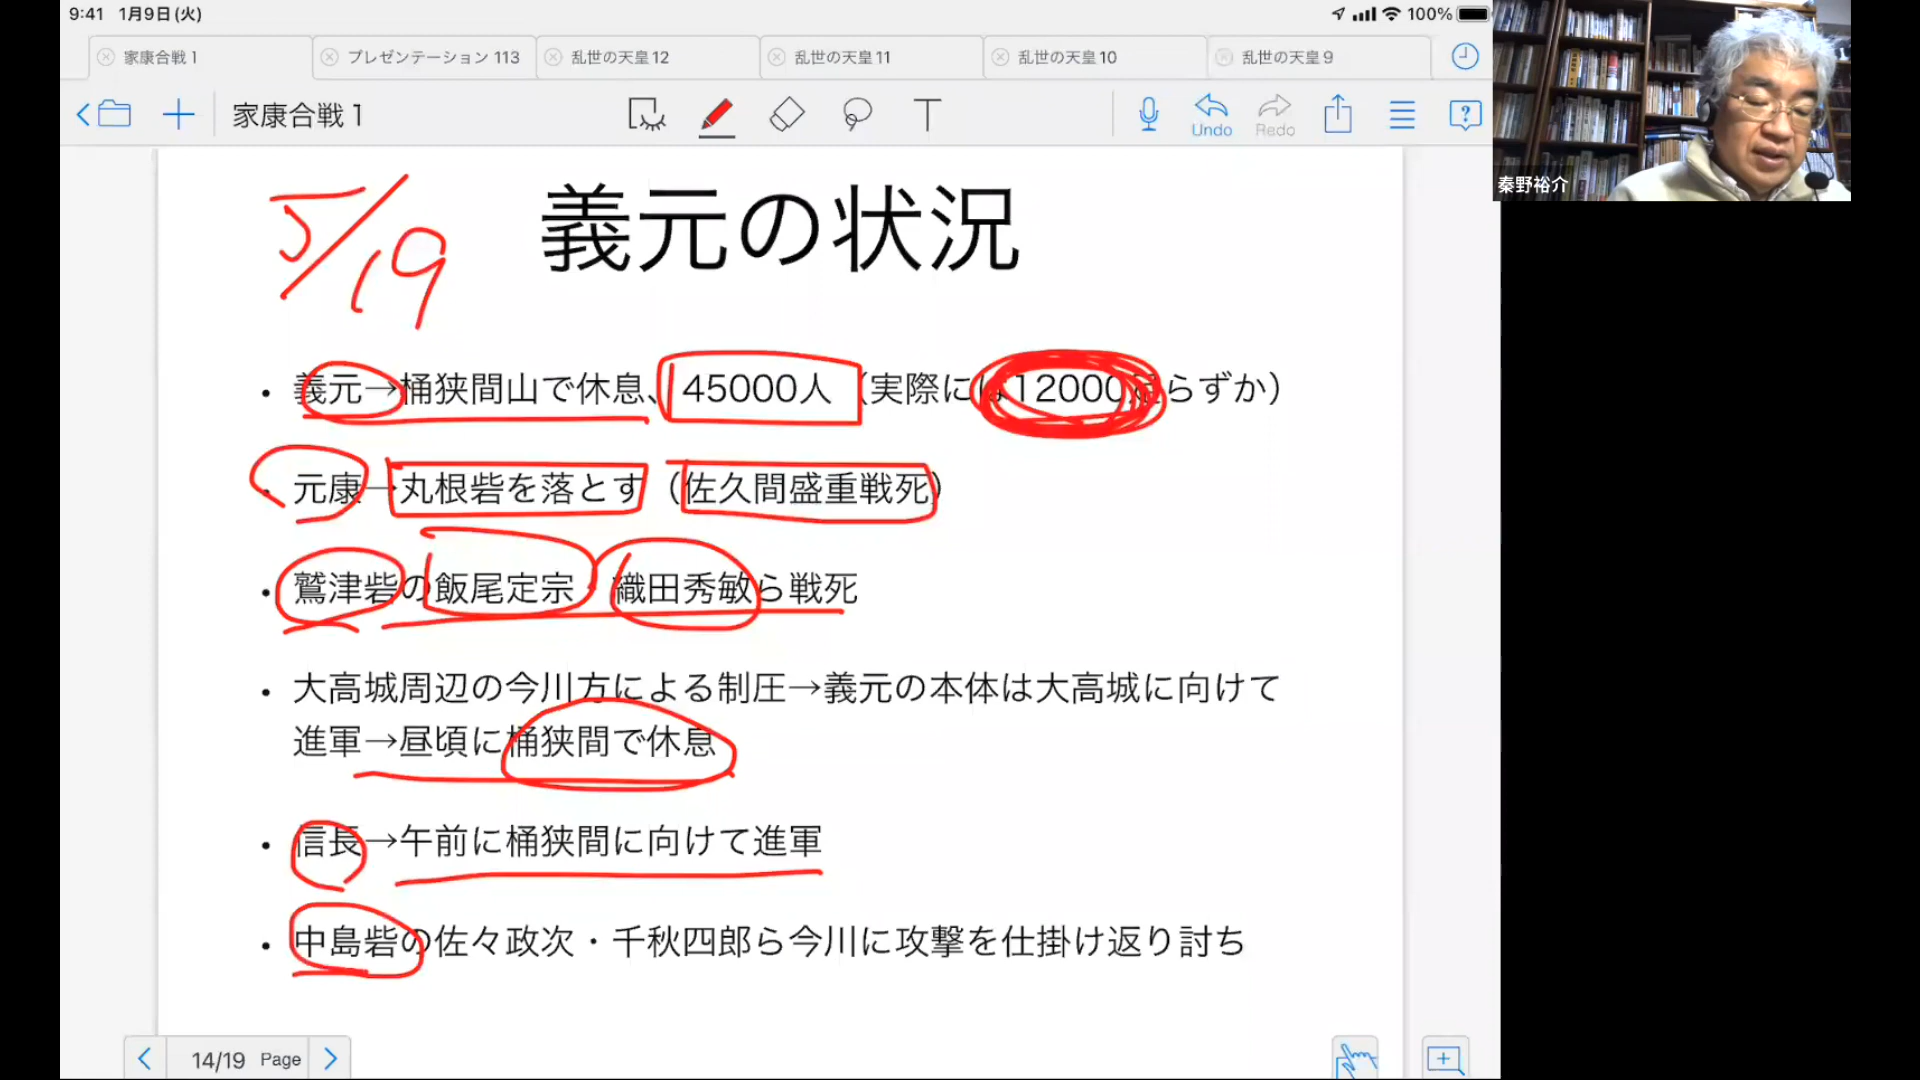 9:41 1月9日(火) 100%
家康合戦1 プレゼンテーション 113 乱世の天皇12 乱世の天皇11 乱世の天皇10 乱世の天皇9
家康合戦1 T Undo Redo ?
秦野裕介
5/19
義元の状況
・義元→桶狭間山で休息、45000人（実際には12000足らずか）
・元康→丸根砦を落とす（佐久間盛重戦死）
・鷲津砦の飯尾定宗・織田秀敏ら戦死
・大高城周辺の今川方による制圧→義元の本体は大高城に向けて
進軍→昼頃に桶狭間で休息
・信長→午前に桶狭間に向けて進軍
・中島砦の佐々政次・千秋四郎ら今川に攻撃を仕掛け返り討ち
14/19 Page